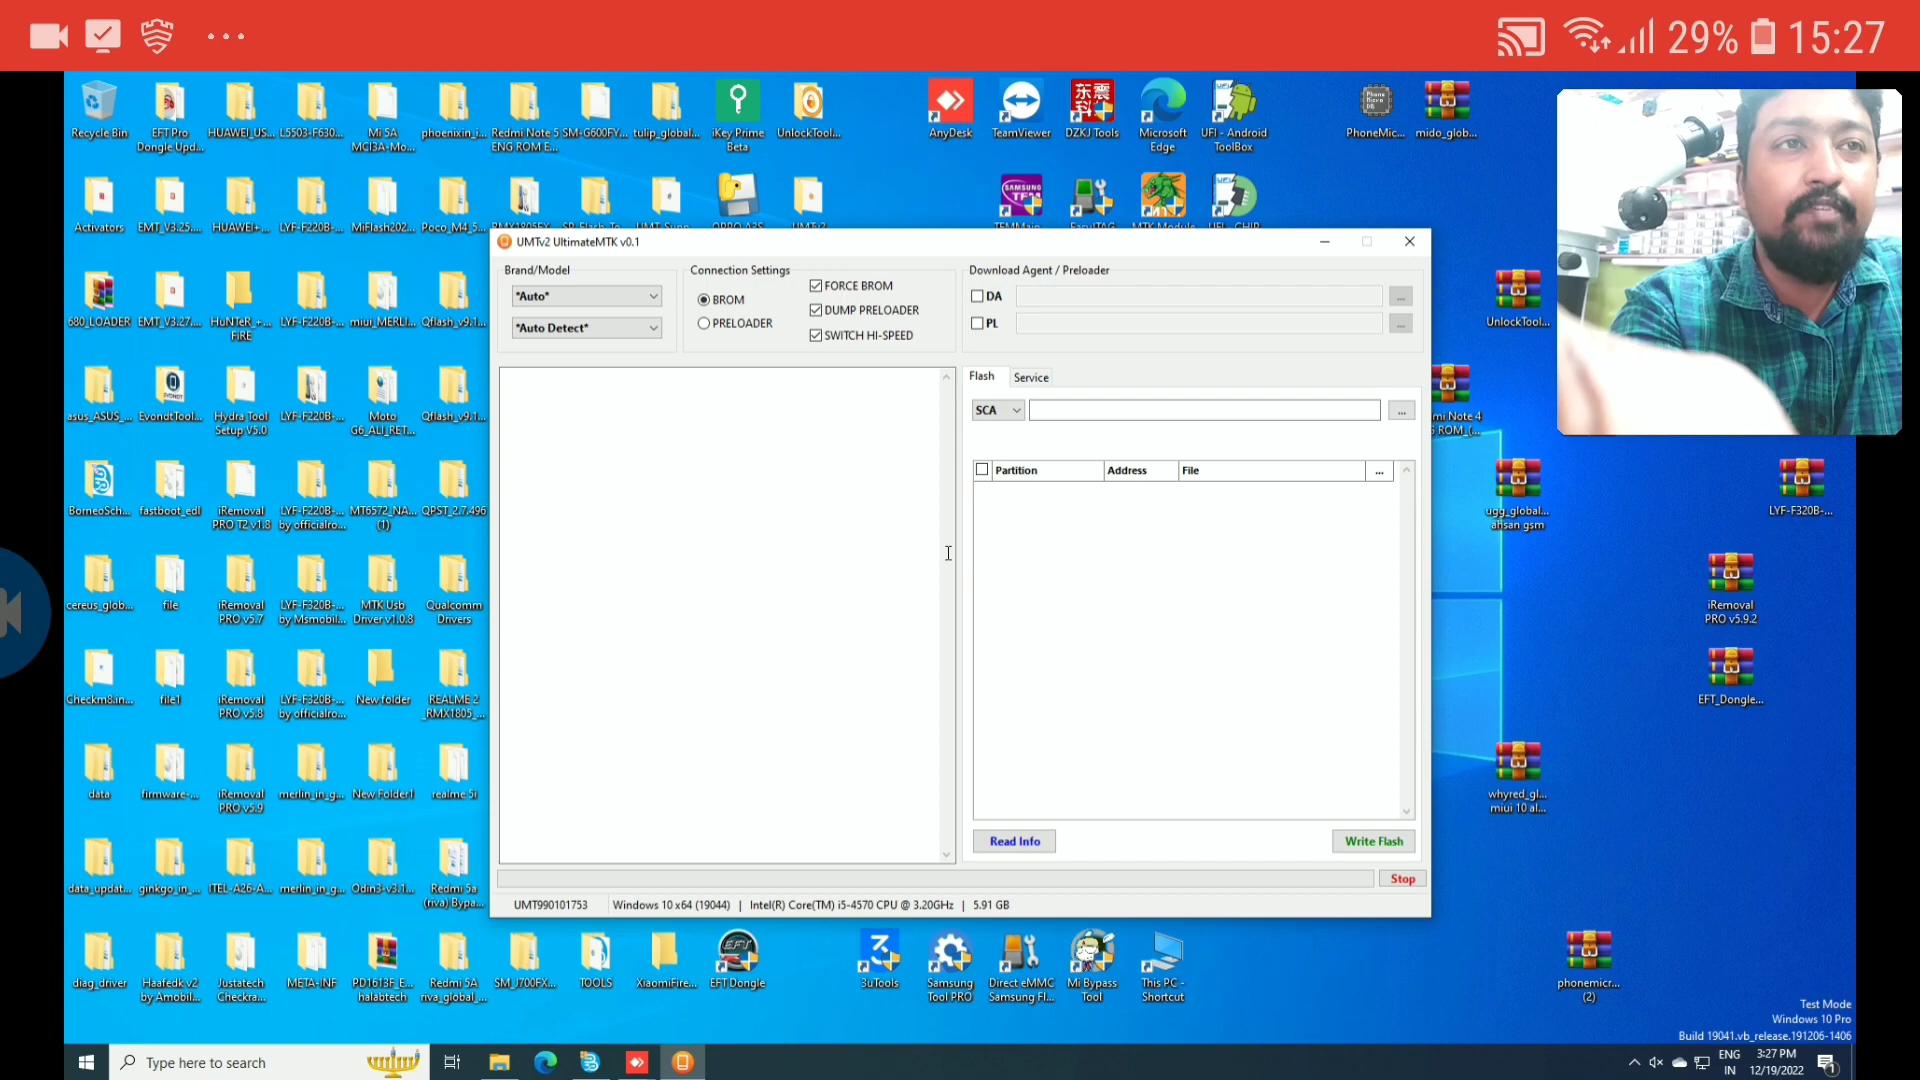 29% 15:27
Recycle Bin
EFT Pro
Dongle Upd...
HUAWEI_US...
L5503-F630...
Mi 5A
MCI3A-Mo...
phoenixin_i...
Redmi Note 5
ENG ROM E...
SM-G600FY...
tulip_global...
iKey Prime
Beta
UnlockTool...
AnyDesk
TeamViewer
DZKJ Tools
Microsoft
Edge
UFI - Android
ToolBox
PhoneMic...
mido_glob...
Activators
EMT_V3.25....
HUAWEI+...
LYF-F220B-...
MiFlash202...
Poco_M4_5...
UMTv2 UltimateMTK v0.1
Brand/Model
*Auto*
*Auto Detect*
Connection Settings
BROM
PRELOADER
FORCE BROM
DUMP PRELOADER
SWITCH HI-SPEED
Download Agent / Preloader
DA
...
PL
...
Flash
Service
SCA
...
Partition
Address
File
...
Read Info
Write Flash
Stop
UMT990101753
Windows 10 x64 (19044) | Intel(R) Core(TM) i5-4570 CPU @ 3.20GHz | 5.91 GB
680_LOADER
EMT_V3.27....
HuNTeR_+...
FIRE
LYF-F220B-...
miui_MERLI...
Qflash_v9.1...
UnlockTool...
asus_ASUS_...
EvondtTool...
Hydra Tool
Setup V5.0
LYF-F220B-...
Moto
G6_ALI_RET...
Qflash_v9.1...
mi Note 4
BorneoSch...
fastboot_edl
iRemoval
PRO T2 v1.8
LYF-F220B-...
by officialro...
MT6572_NA...
(1)
QPST_2.7.496
ugg_global...
ahsan gsm
LYF-F320B-...
cereus_glob...
file
iRemoval
PRO v5.7
LYF-F320B-...
by Msmobil...
MTK Usb
Driver v1.0.8
Qualcomm
Drivers
iRemoval
PRO v5.9.2
Checkm8.in...
file1
iRemoval
PRO v5.8
LYF-F320B-...
by officialro...
New folder
REALME 2
_RMX1805_...
EFT_Dongle...
data
firmware-...
iRemoval
PRO v5.9
merlin_in_g...
New Folder1
realme 5i
whyred_gl...
miui 10 al...
data_updat...
ginkgo_in_...
ITEL-A26-A...
merlin_in_g...
Odin3-v3.1...
Redmi 5a
(riva) Bypa...
diag_driver
Haafedk v2
by Amobil...
Justatech
Checkra...
META-INF
PD1613F_E...
halabtech
Redmi 5A
riva_global_...
SM_J700FX...
TOOLS
XiaomiFire...
EFT Dongle
3uTools
Samsung
Tool PRO
Direct eMMC
Samsung Fl...
Mi Bypass
Tool
This PC -
Shortcut
phonemicr...
(2)
Test Mode
Windows 10 Pro
Build 19041.vb_release.191206-1406
Type here to search
ENG
IN
3:27 PM
12/19/2022
1